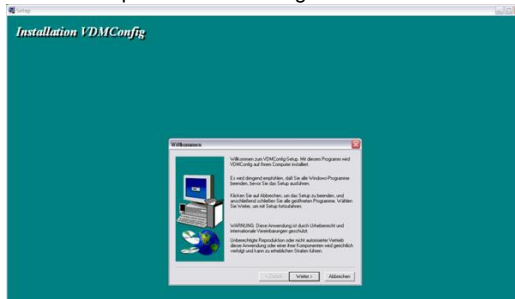 Setup
Installation VDMConfig
Willkommen
Willkommen zum VDMConfig-Setup. Mit diesem Programm wird
VDMConfig auf Ihrem Computer installiert.
Es wird dringend empfohlen, daß Sie alle Windows-Programme
beenden, bevor Sie das Setup ausführen.
Klicken Sie auf Abbrechen, um das Setup zu beenden, und
anschließend schließen Sie alle geöffneten Programme. Wählen
Sie Weiter, um mit Setup fortzufahren.
WARNUNG: Diese Anwendung ist durch Urheberrecht und
internationale Vereinbarungen geschützt.
Unberechtigte Reproduktion oder nicht autorisierter Vertrieb
dieser Anwendung oder einer ihrer Komponenten wird gerichtlich
verfolgt und kann zu erheblichen Strafen führen.
< Zurück Weiter > Abbrechen